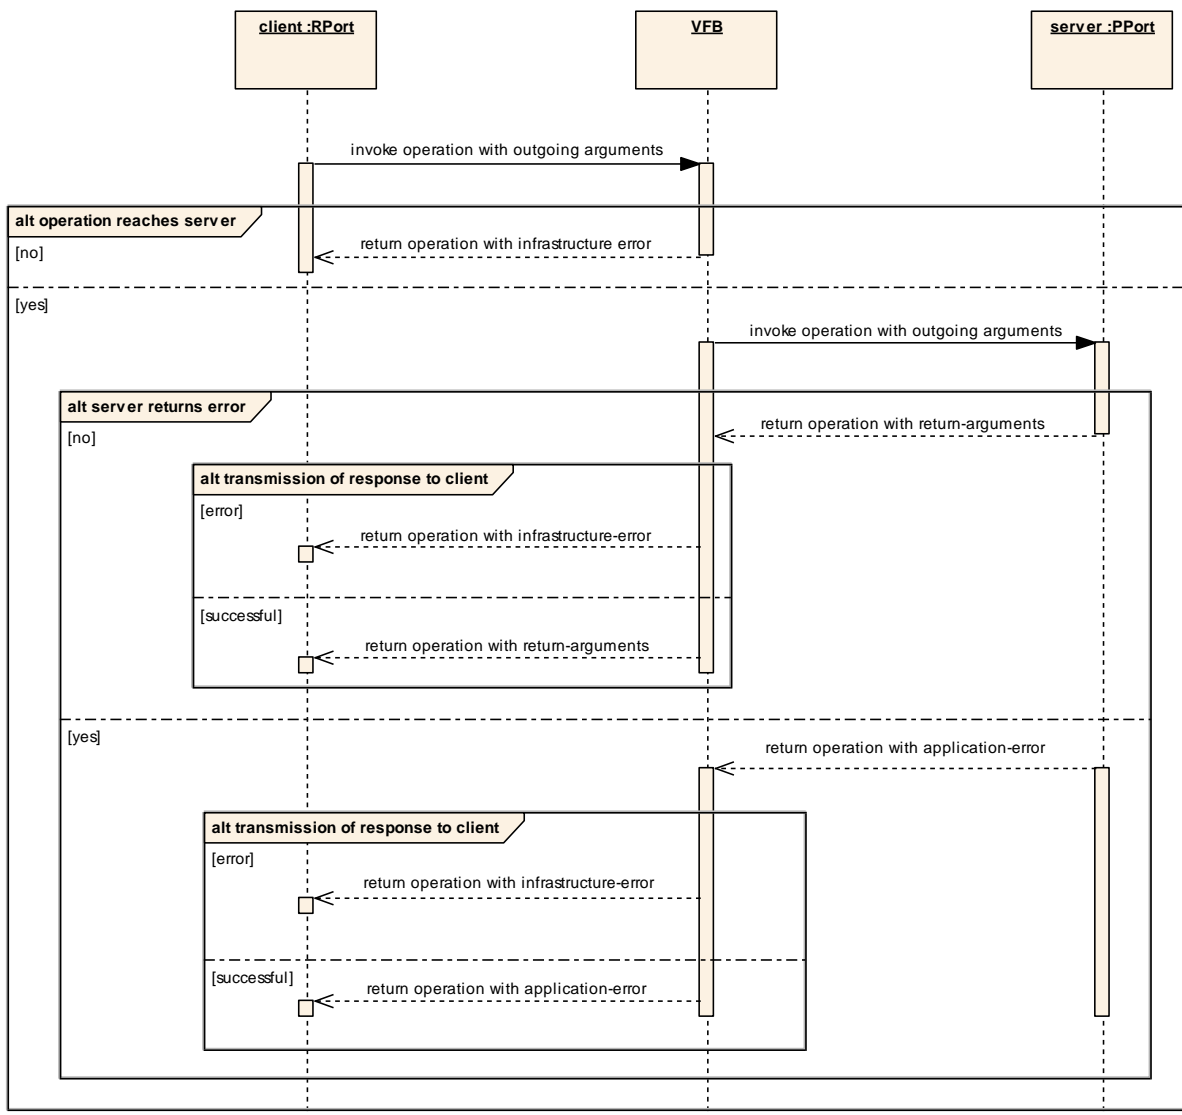 client :RPort
VFB
server :PPort
invoke operation with outgoing arguments
alt operation reaches server
[no]
return operation with infrastructure error
[yes]
invoke operation with outgoing arguments
alt server returns error
[no]
return operation with return-arguments
alt transmission of response to client
[error]
return operation with infrastructure-error
[successful]
return operation with return-arguments
[yes]
return operation with application-error
alt transmission of response to client
[error]
return operation with infrastructure-error
[successful]
return operation with application-error